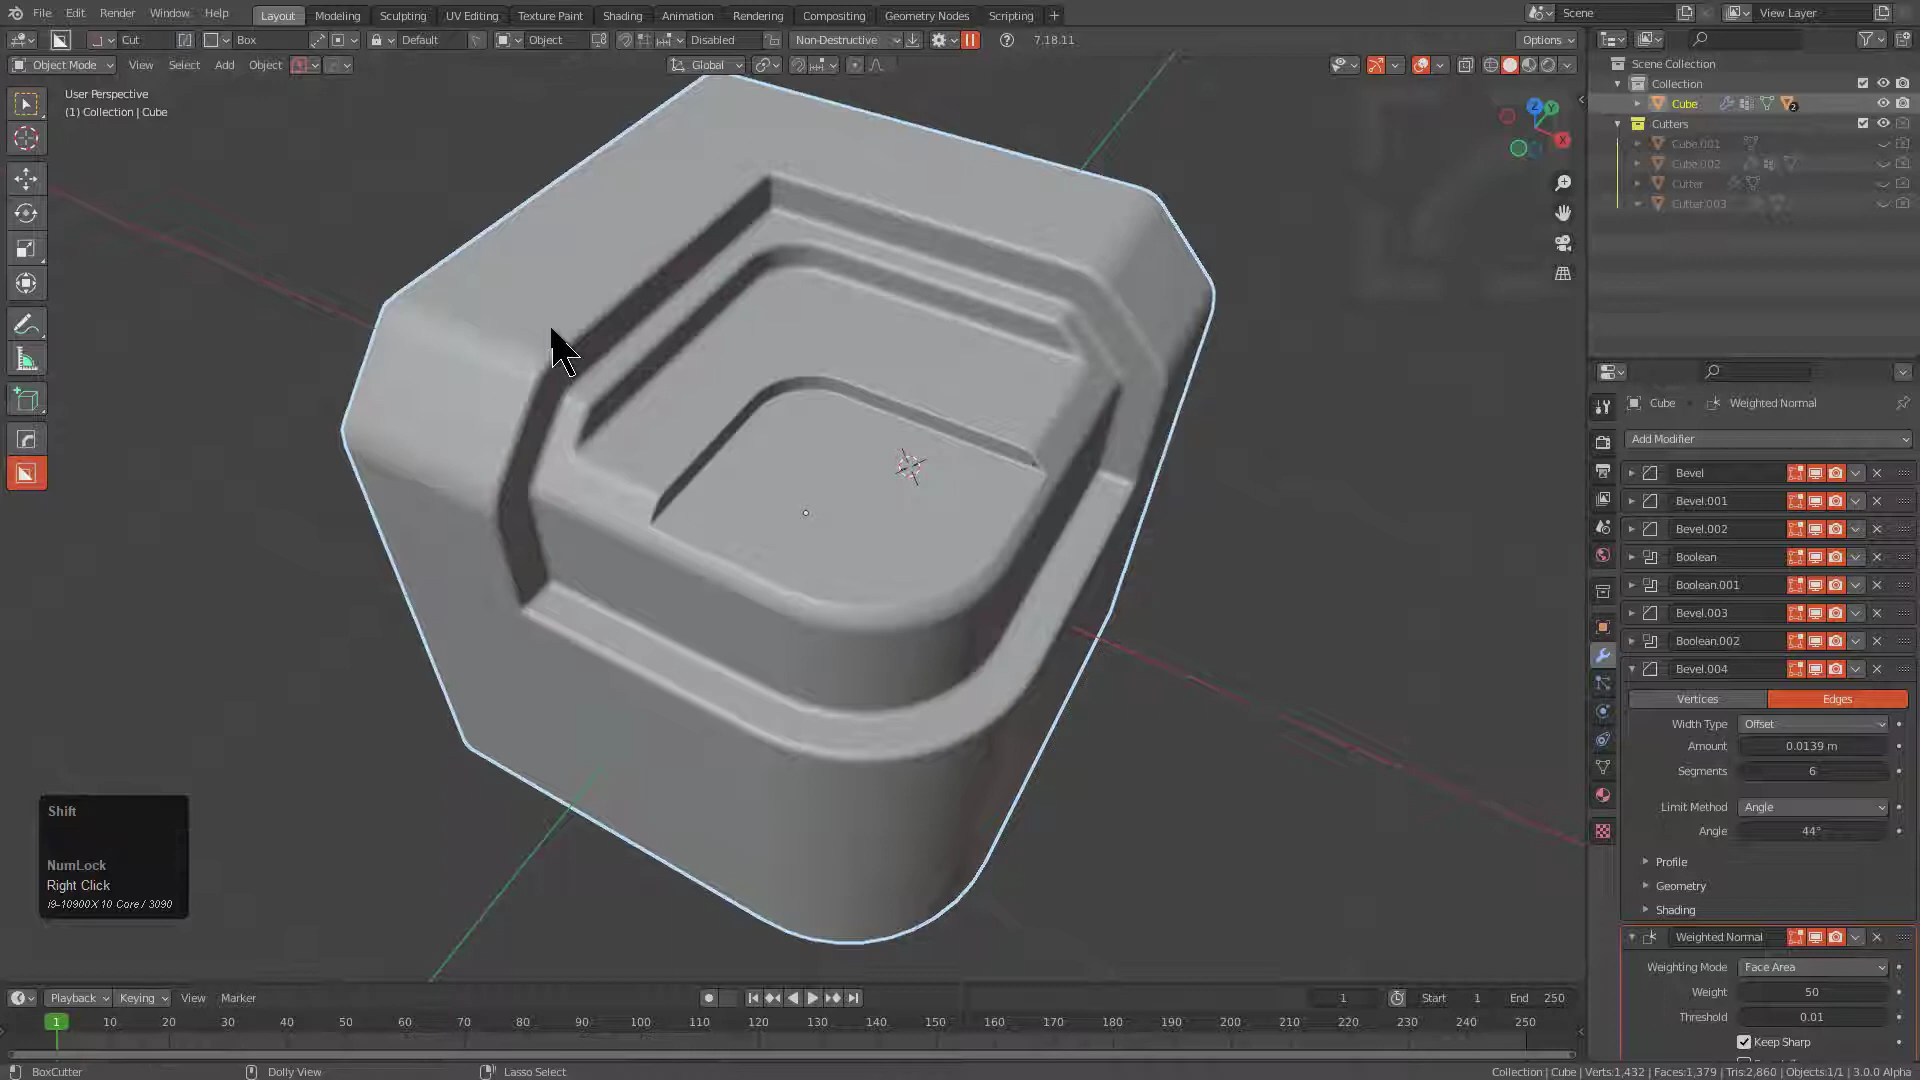 File Edit Render Window Help Layout Modeling Sculpting UV Editing Texture Paint Shading Animation Rendering Compositing Geometry Nodes Scripting + Scene View Layer
Cut Box Default Object Disabled Non-Destructive 7.18.11 Options
Object Mode View Select Add Object Global
User Perspective
(1) Collection | Cube
Scene Collection
Collection
Cube 2
Cutters
Cube.001
Cube.002
Cutter
Cutter.003
Z Y X
Cube Weighted Normal
Add Modifier
Bevel
Bevel.001
Bevel.002
Boolean
Boolean.001
Bevel.003
Boolean.002
Bevel.004
Vertices Edges
Width Type Offset
Amount 0.0139 m
Segments 6
Limit Method Angle
Angle 44°
Profile
Geometry
Shading
Weighted Normal
Weighting Mode Face Area
Weight 50
Threshold 0.01
Keep Sharp
Shift
NumLock
Right Click
i9-10900X 10 Core / 3090
Playback Keying View Marker 1 Start 1 End 250
1 10 20 30 40 50 60 70 80 90 100 110 120 130 140 150 160 170 180 190 200 210 220 230 240 250
BoxCutter Dolly View Lasso Select Collection | Cube | Verts:1,432 | Faces:1,379 | Tris:2,860 | Objects:1/1 | 3.0.0 Alpha